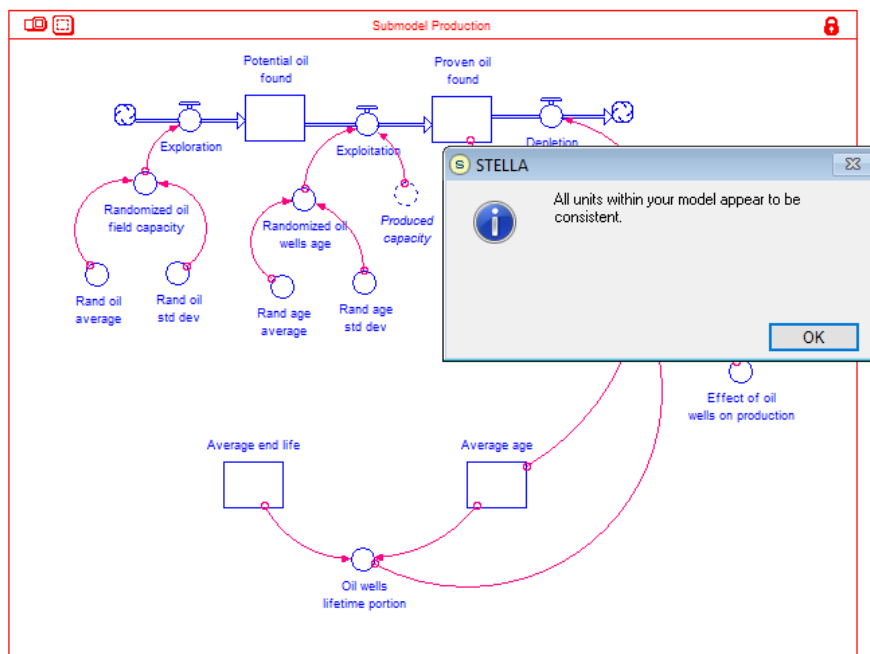 Submodel Production
Potential oil
found
Proven oil
found
Exploration
Exploitation
Depletion
Randomized oil
field capacity
Randomized oil
wells age
Produced
capacity
Rand oil
average
Rand oil
std dev
Rand age
average
Rand age
std dev
S STELLA
All units within your model appear to be
consistent.
OK
Effect of oil
wells on production
Average end life
Average age
Oil wells
lifetime portion